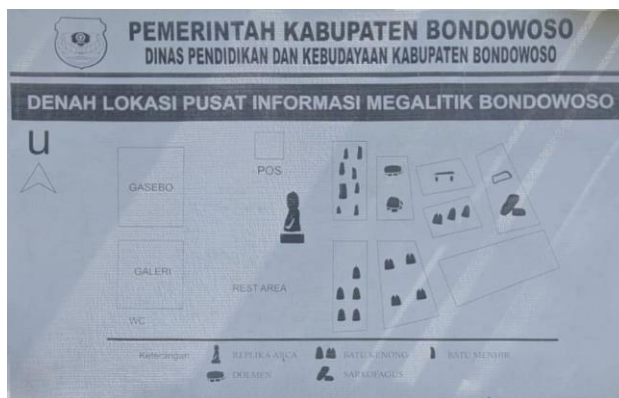 PEMERINTAH KABUPATEN BONDOWOSO
DINAS PENDIDIKAN DAN KEBUDAYAAN KABUPATEN BONDOWOSO
DENAH LOKASI PUSAT INFORMASI MEGALITIK BONDOWOSO
U
POS
GASEBO
GALERI
REST AREA
WC
Keterangan
REPLIKA ARCA
BATU KENONG
BATU MENHIR
DOLMEN
SARKOFAGUS